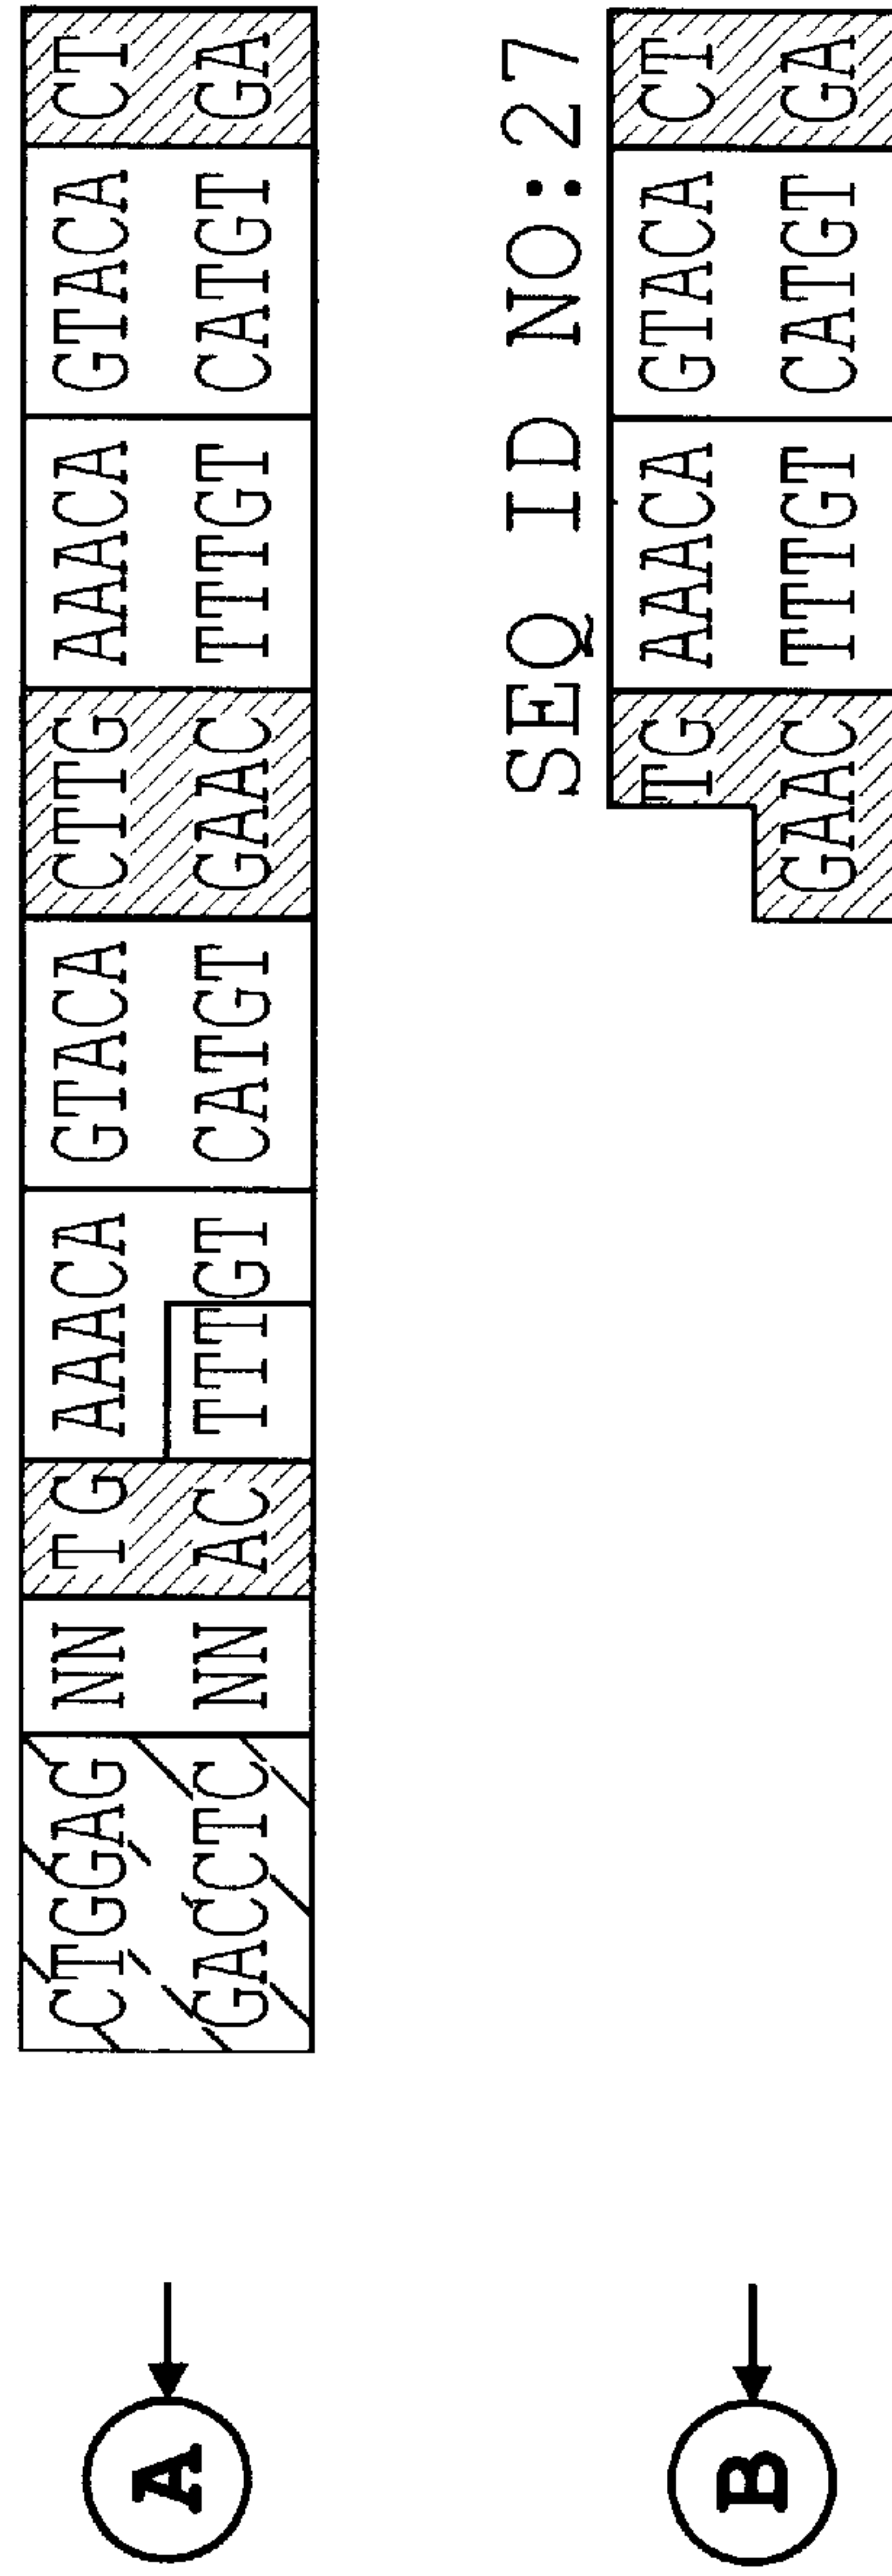 CTGGAG NN TG AAACA GTACA CTTG AAACA GTACA CT
GACCTC NN AC TTTGT CATGT GAAC TTTGT CATGT GA
A
SEQ ID NO:27
TG AAACA GTACA CT
GAAC TTTGT CATGT GA
B